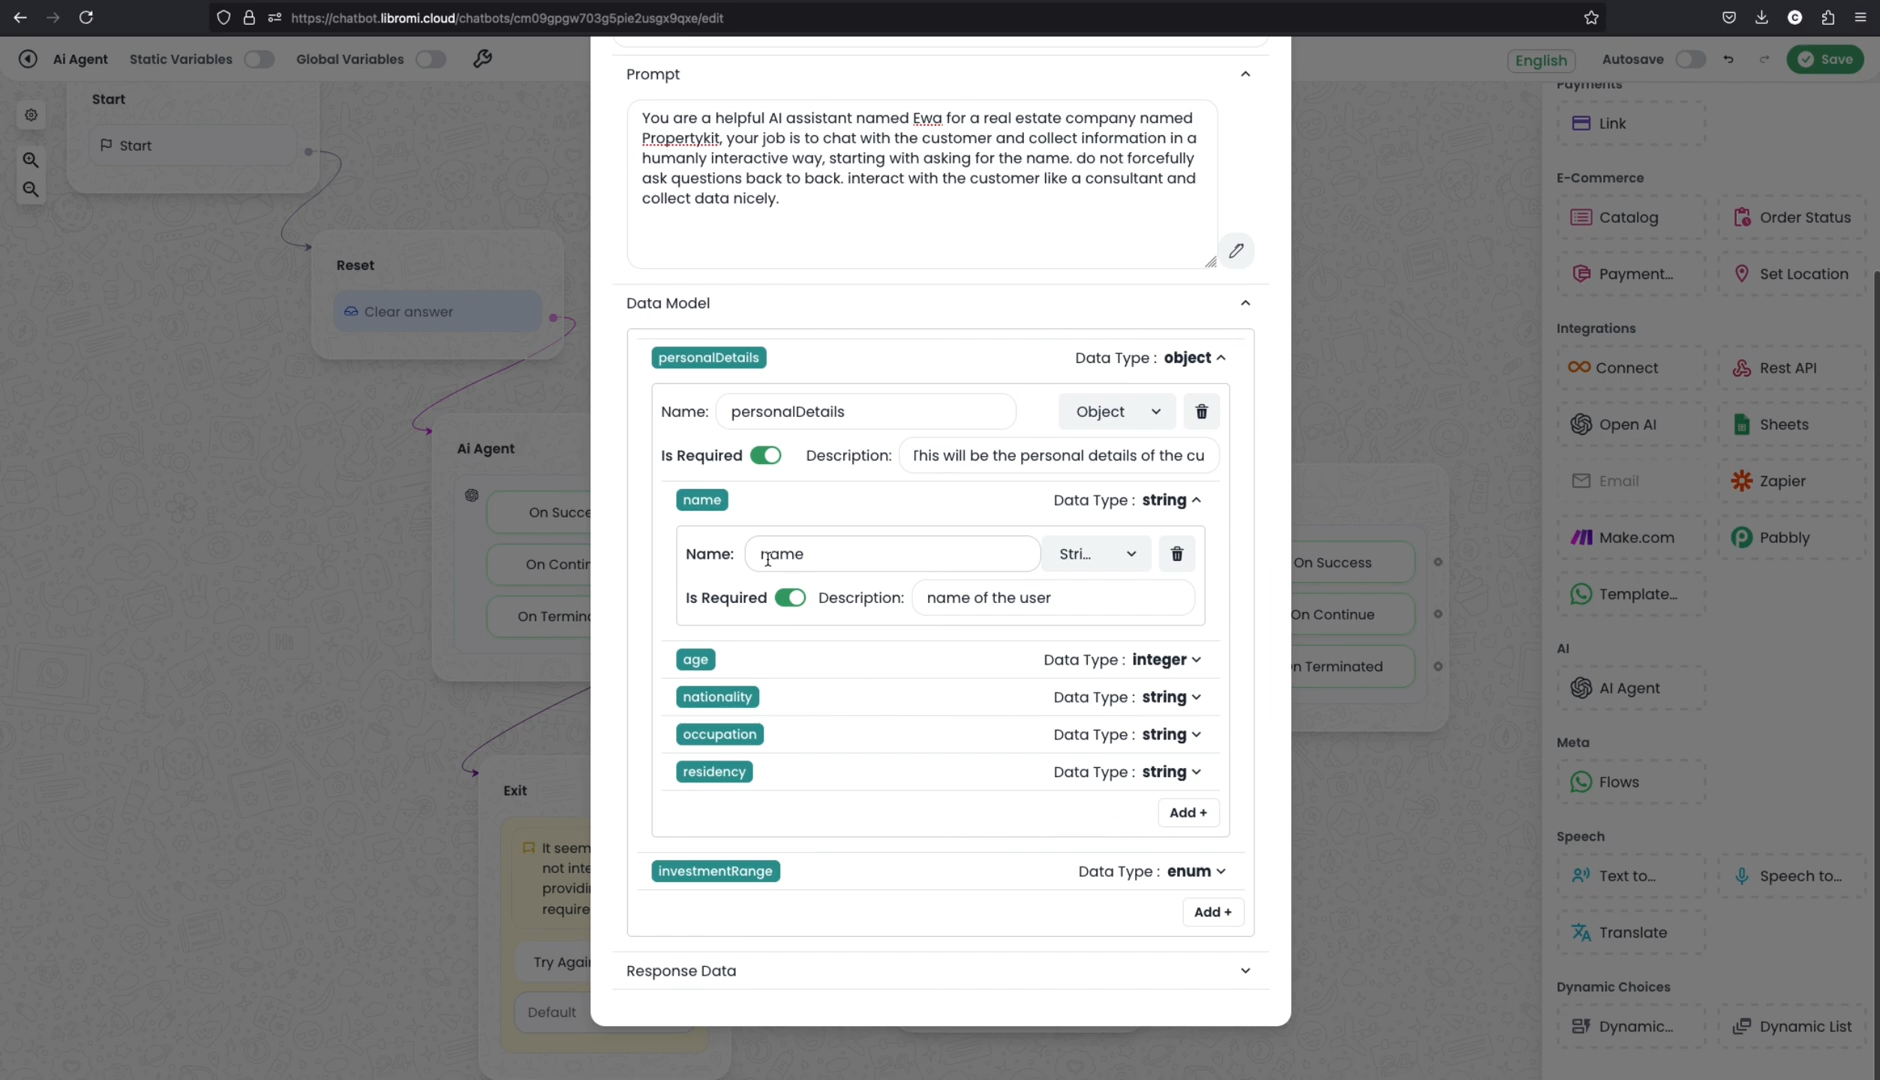 https://chatbot.libromi.cloud/chatbots/cm09gpgw703g5pie2usgx9qxe/edit
Ai Agent
Static Variables
Global Variables
English
Autosave
Save
Start
Start
Reset
Clear answer
Ai Agent
On Succe
On Contin
On Termin
Exit
It seem
not inte
providin
require
Try Again
Default
Prompt
You are a helpful AI assistant named Ewa for a real estate company named
Propertykit, your job is to chat with the customer and collect information in a
humanly interactive way, starting with asking for the name. do not forcefully
ask questions back to back. interact with the customer like a consultant and
collect data nicely.
Data Model
personalDetails
Data Type : object
Name: personalDetails
Object
Is Required
Description: This will be the personal details of the cu
name
Data Type : string
Name: name
Stri...
Is Required
Description: name of the user
age
Data Type : integer
nationality
Data Type : string
occupation
Data Type : string
residency
Data Type : string
Add +
investmentRange
Data Type : enum
Add +
Response Data
On Success
On Continue
n Terminated
Payments
Link
E-Commerce
Catalog
Order Status
Payment...
Set Location
Integrations
Connect
Rest API
Open AI
Sheets
Email
Zapier
Make.com
Pabbly
Template...
AI
AI Agent
Meta
Flows
Speech
Text to...
Speech to...
Translate
Dynamic Choices
Dynamic...
Dynamic List